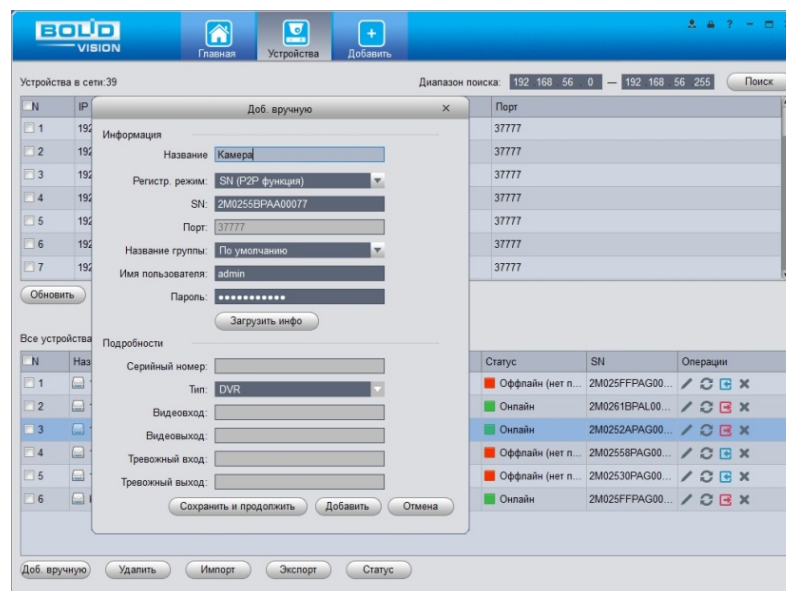 BOLID
VISION
Главная
Устройства
Добавить
Устройства в сети:39
Диапазон поиска: 192 168 56 0 — 192 168 56 255 Поиск
N IP Порт
1 192 37777
2 192 37777
3 192 37777
4 192 37777
5 192 37777
6 192 37777
7 192 37777
Обновить
Доб. вручную
Информация
Название Камера
Регистр. режим: SN (P2P функция)
SN: 2M0255BPAA00077
Порт: 37777
Название группы: По умолчанию
Имя пользователя: admin
Пароль: ●●●●●●●●●●●
Загрузить инфо
Подробности
Серийный номер:
Тип: DVR
Видеовход:
Видеовыход:
Тревожный вход:
Тревожный выход:
Сохранить и продолжить Добавить Отмена
Все устройства
N Наз Статус SN Операции
1 Оффлайн (нет п... 2M025FFPAG00...
2 Онлайн 2M0261BPAL00...
3 Онлайн 2M0252APAG00...
4 Оффлайн (нет п... 2M02558PAG00...
5 Оффлайн (нет п... 2M02530PAG00...
6 Онлайн 2M025FFPAG00...
Доб. вручную Удалить Импорт Экспорт Статус